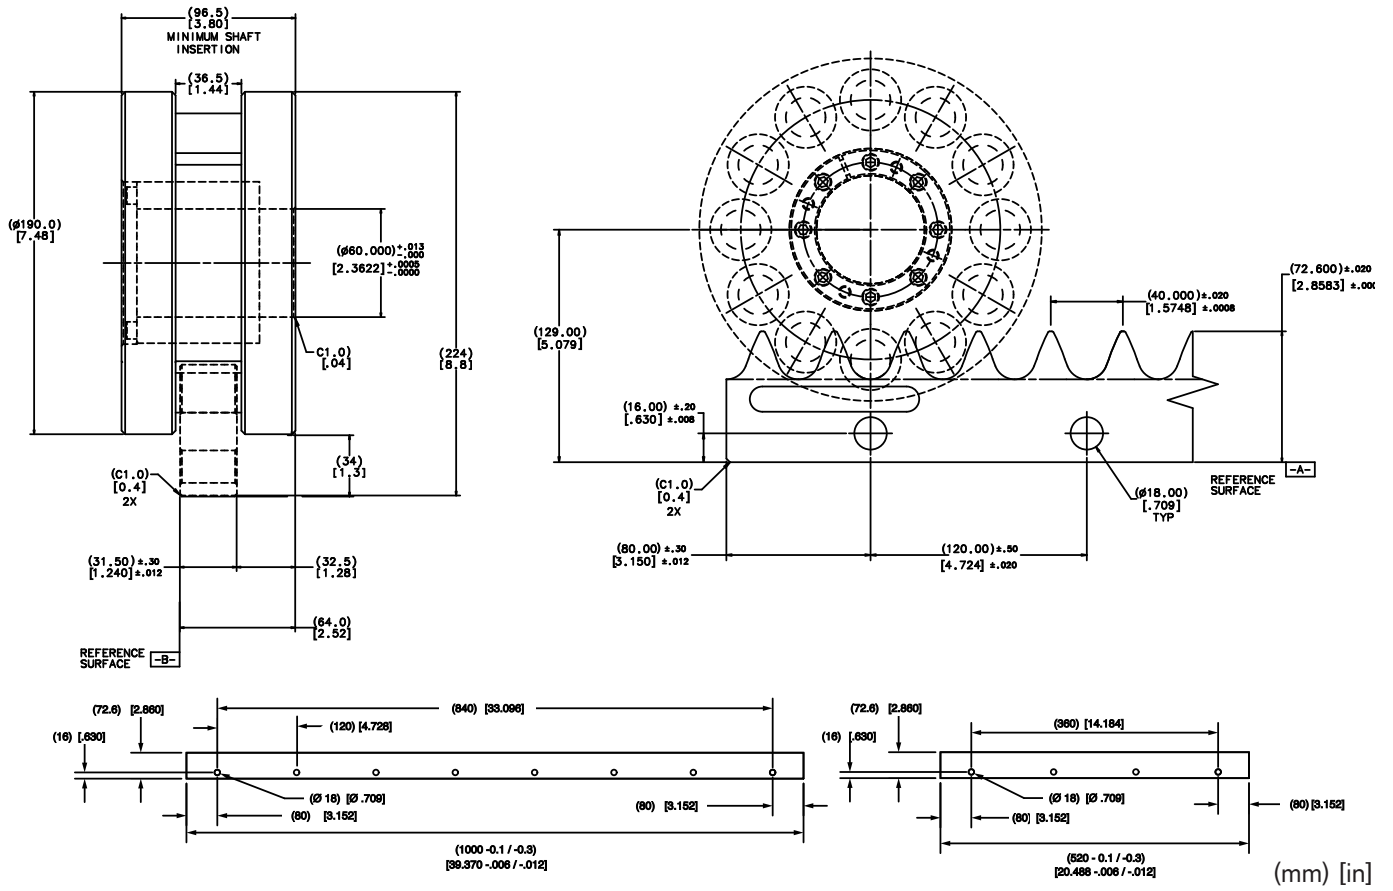 (96.5)
[3.80]
MINIMUM SHAFT
INSERTION
(36.5)
[1.44]
(ø190.0)
[7.48]
(ø60.000)+.013 -.000
[2.3622]+.0005 -.0000
C1.0)
[.04]
(224)
[8.8]
(34)
[1.3]
(C1.0)
[0.4]
2X
(31.50)±.30
[1.240]±.012
(32.5)
[1.28]
(64.0)
[2.52]
REFERENCE
SURFACE
-B-
(129.00)
[5.079]
(16.00) ±.20
[.630] ±.008
(40.000)±.020
[1.5748]±.0008
(72.600)±.020
[2.8583] ±.000
(C1.0)
[0.4]
2X
(ø18.00)
[.709]
TYP
REFERENCE
SURFACE
-A-
(80.00)±.30
[3.150] ±.012
(120.00)±.50
[4.724] ±.020
(72.6) [2.860]
(840) [33.096]
(120) [4.728]
(16) [.630]
(Ø 18) [Ø .709]
(80) [3.152]
(80) [3.152]
(1000 -0.1 / -0.3)
[39.370 -.006 / -.012]
(72.6) [2.860]
(360) [14.184]
(16) [.630]
(Ø 18) [Ø .709]
(80) [3.152]
(80) [3.152]
(520 - 0.1 / -0.3)
[20.488 -.006 / -.012]
(mm) [in]